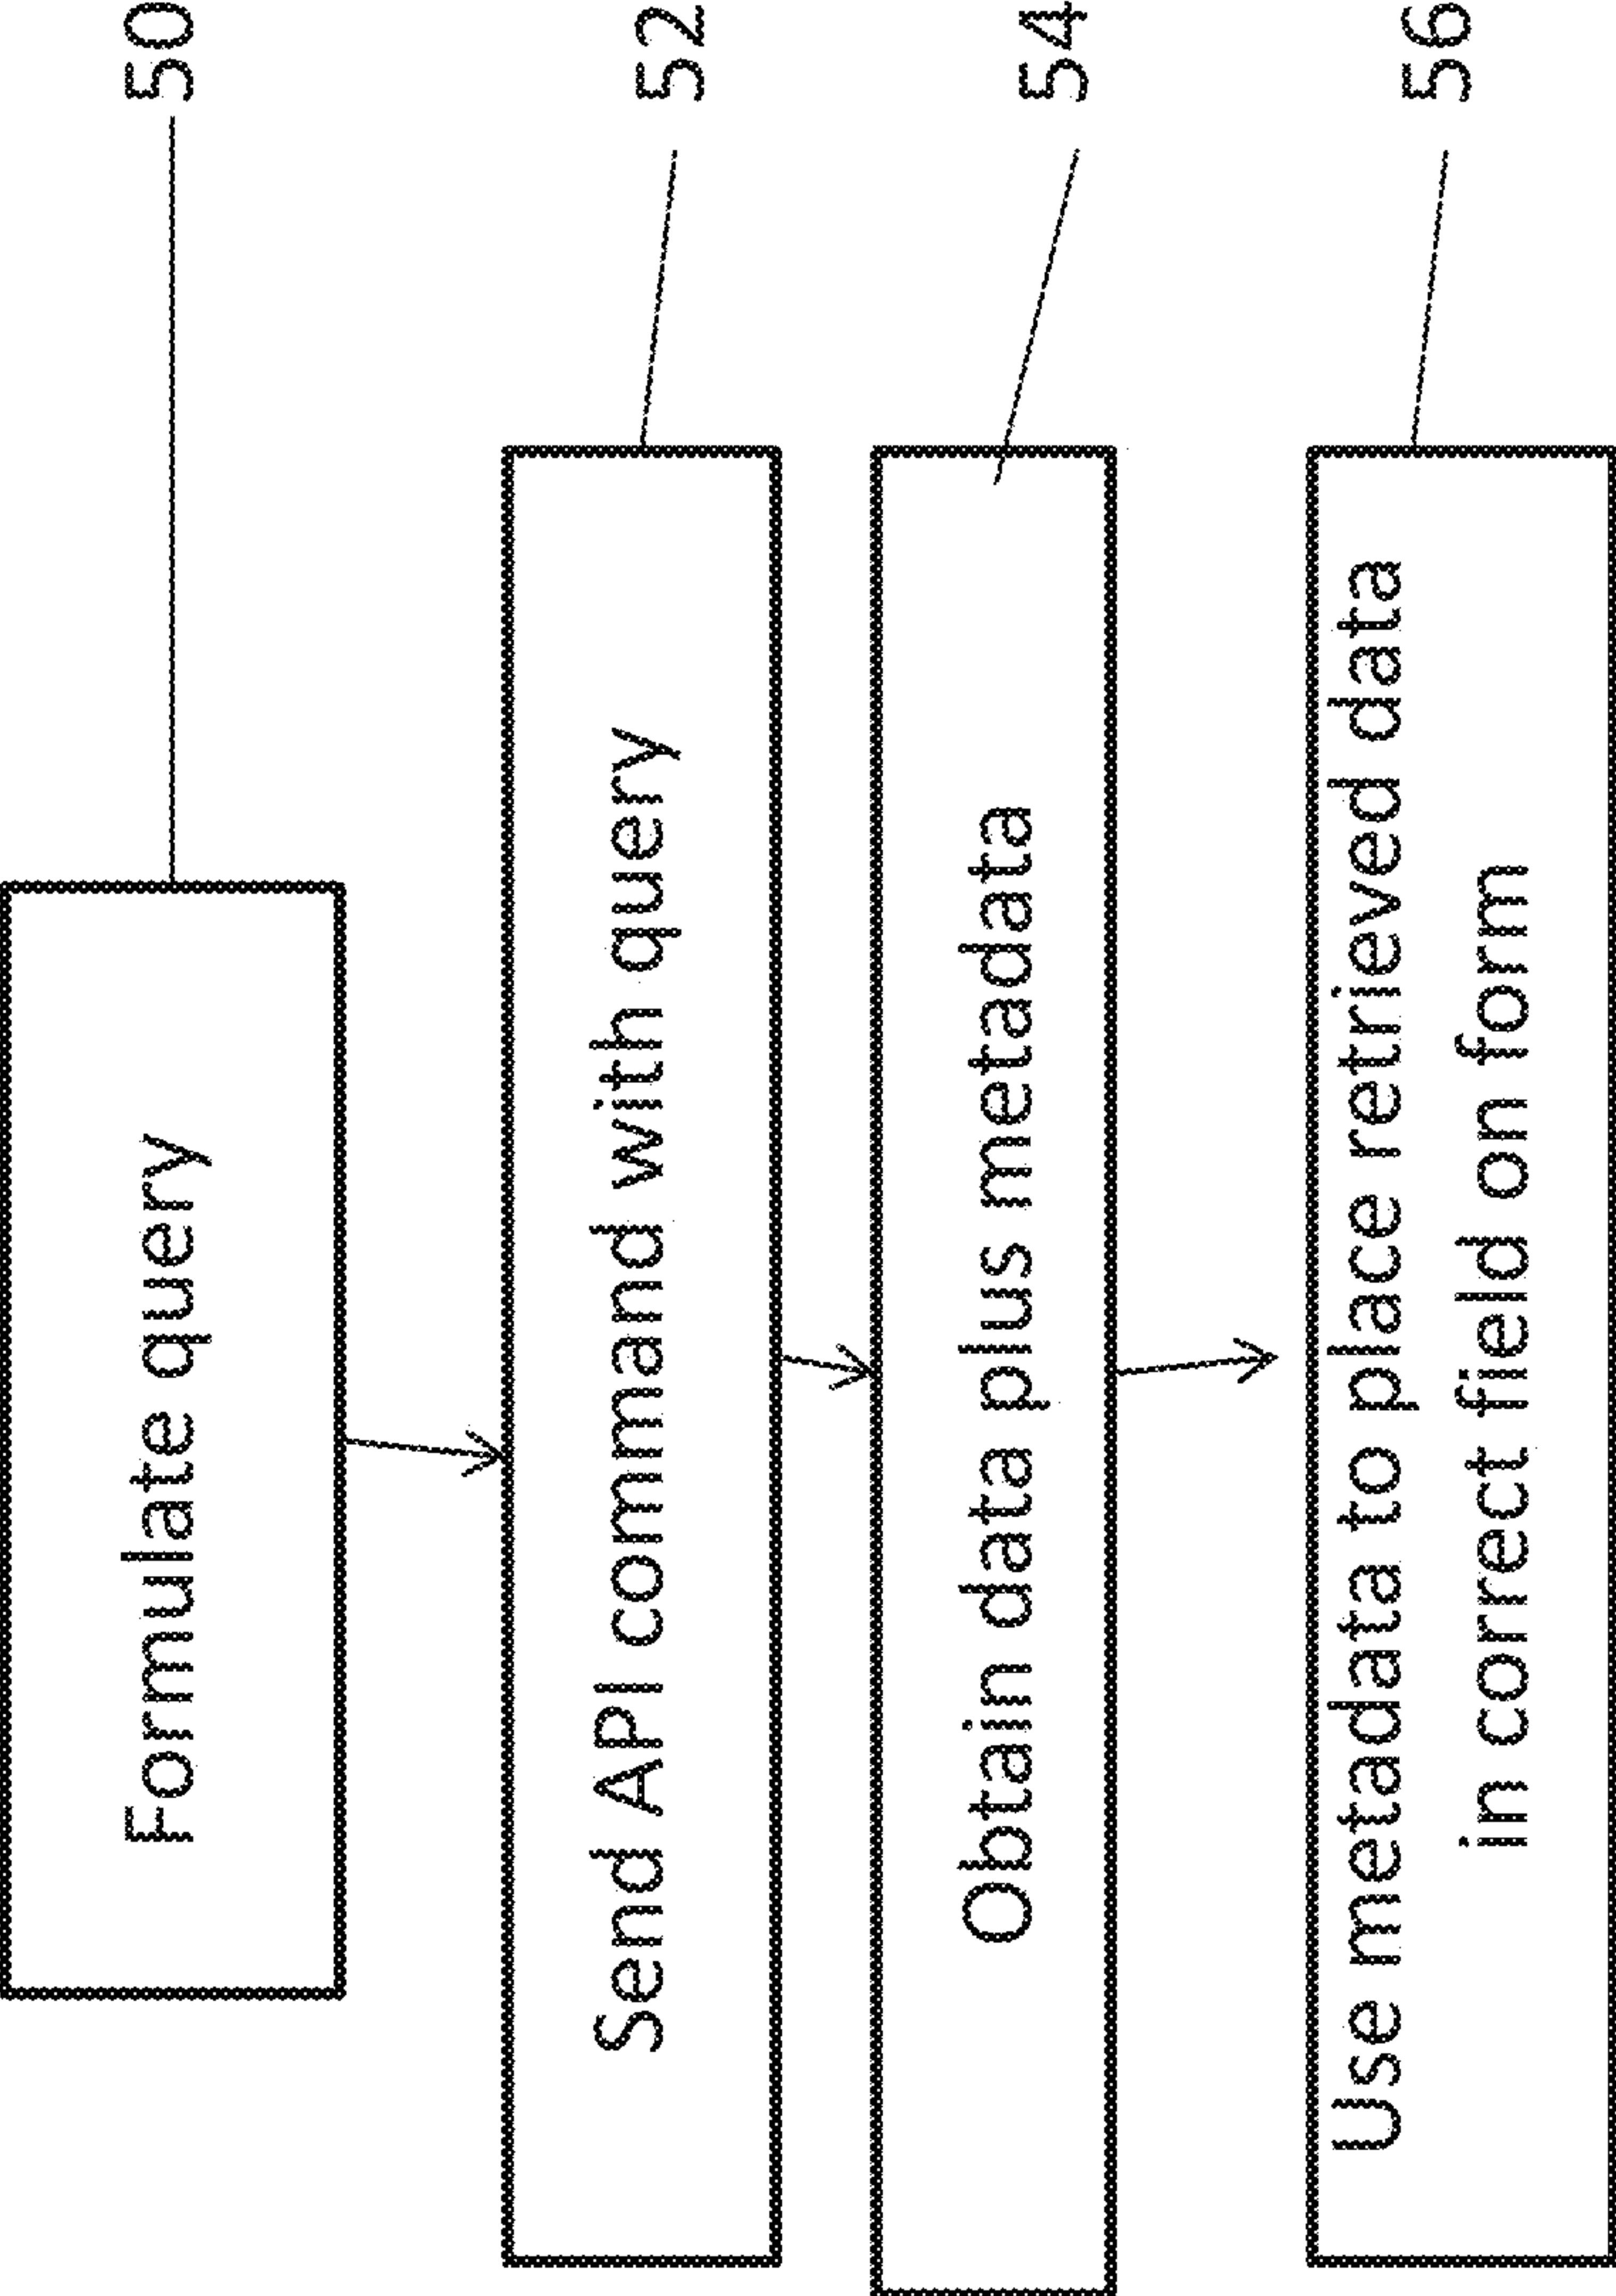 Formulate query
50
Send API command with query
52
Obtain data plus metadata
54
Use metadata to place retrieved data
in correct field on form
56